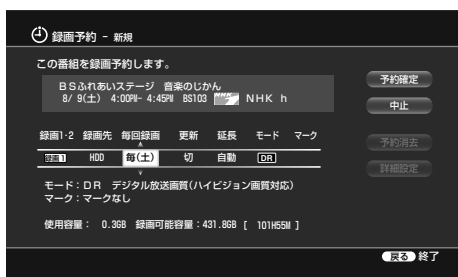 録画予約 - 新規
この番組を録画予約します。
BSふれあいステージ 音楽のじかん
8/ 9(土) 4:00PM- 4:45PM BS103 NHK h
予約確定
中止
録画1·2 録画先 毎回録画 更新 延長 モード マーク
録画1 HDD 毎(土) 切 自動 DR
予約消去
詳細設定
モード：DR デジタル放送画質(ハイビジョン画質対応)
マーク：マークなし
使用容量： 0.3GB 録画可能容量：431.8GB [ 101H55M ]
戻る 終了